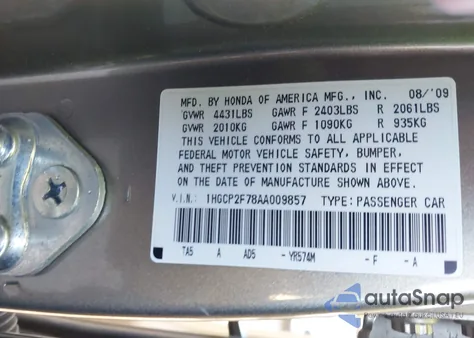 MFD. BY HONDA OF AMERICA MFG., INC. 08/'09
GVWR 4431LBS GAWR F 2403LBS R 2061LBS
GVWR 2010KG GAWR F 1090KG R 935KG
THIS VEHICLE CONFORMS TO ALL APPLICABLE
FEDERAL MOTOR VEHICLE SAFETY, BUMPER,
AND THEFT PREVENTION STANDARDS IN EFFECT
ON THE DATE OF MANUFACTURE SHOWN ABOVE.
V.I.N.: 1HGCP2F78AA009857 TYPE: PASSENGER CAR
TA5 A AD5 - YR574M - F - A
autoSnap